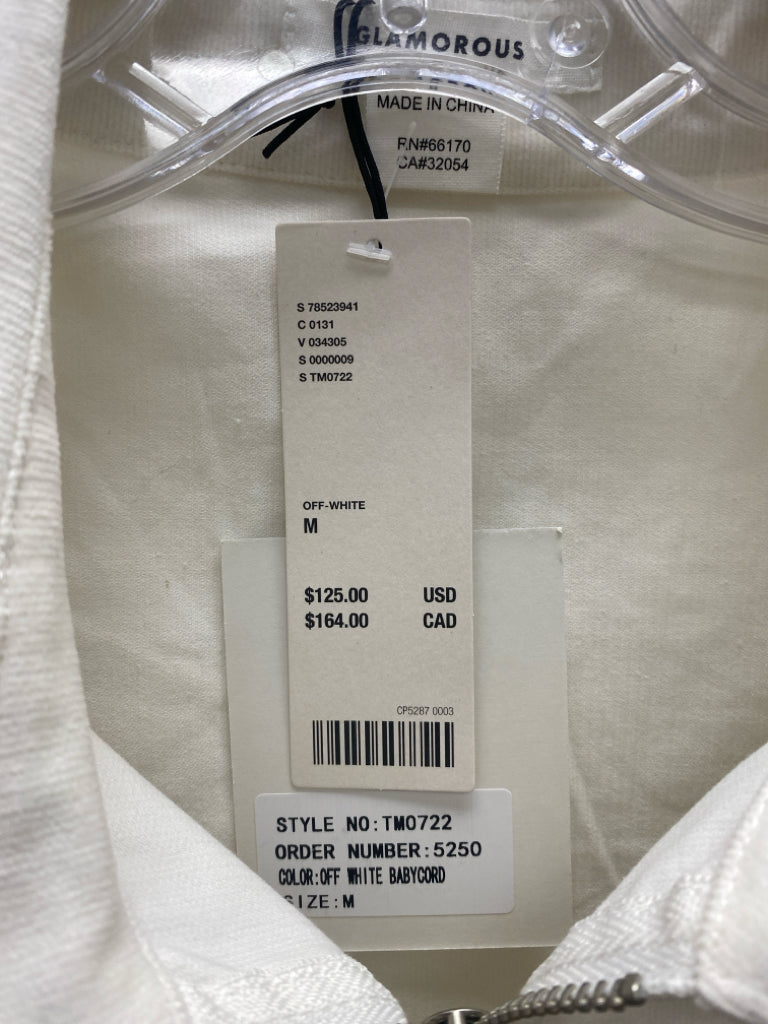 GLAMOROUS
MADE IN CHINA
RN#66170
CA#32054
S 78523941
C 0131
V 034305
S 0000009
S TM0722
OFF-WHITE
M
$125.00 USD
$164.00 CAD
CP5287 0003
STYLE NO:TM0722
ORDER NUMBER:5250
COLOR:OFF WHITE BABYCORD
SIZE:M